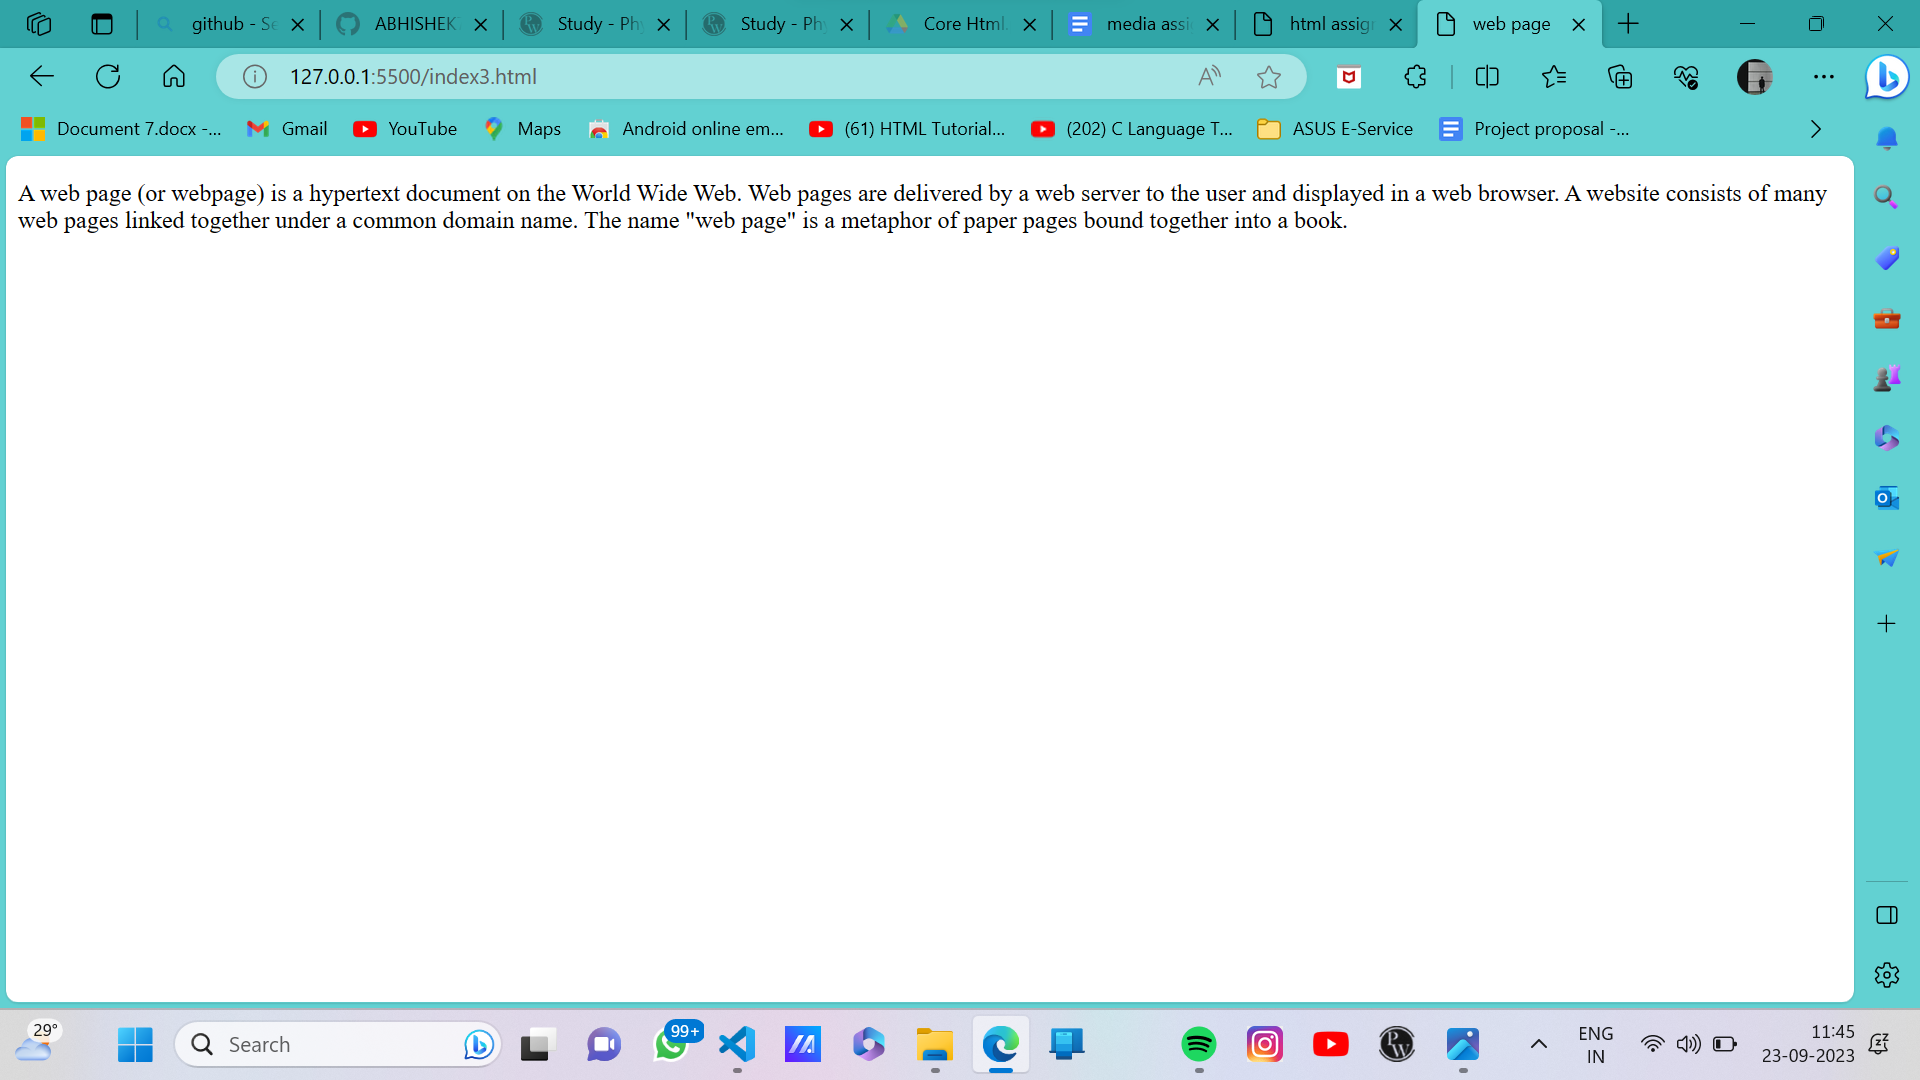 github - Se
ABHISHEK
Study - Ph
Study - Ph
Core Html.
media assi
html assig
web page
127.0.0.1:5500/index3.html
Document 7.docx -...
Gmail
YouTube
Maps
Android online em...
(61) HTML Tutorial...
(202) C Language T...
ASUS E-Service
Project proposal -...
A web page (or webpage) is a hypertext document on the World Wide Web. Web pages are delivered by a web server to the user and displayed in a web browser. A website consists of many
web pages linked together under a common domain name. The name "web page" is a metaphor of paper pages bound together into a book.
29°
Search
99+
ENG
IN
11:45
23-09-2023